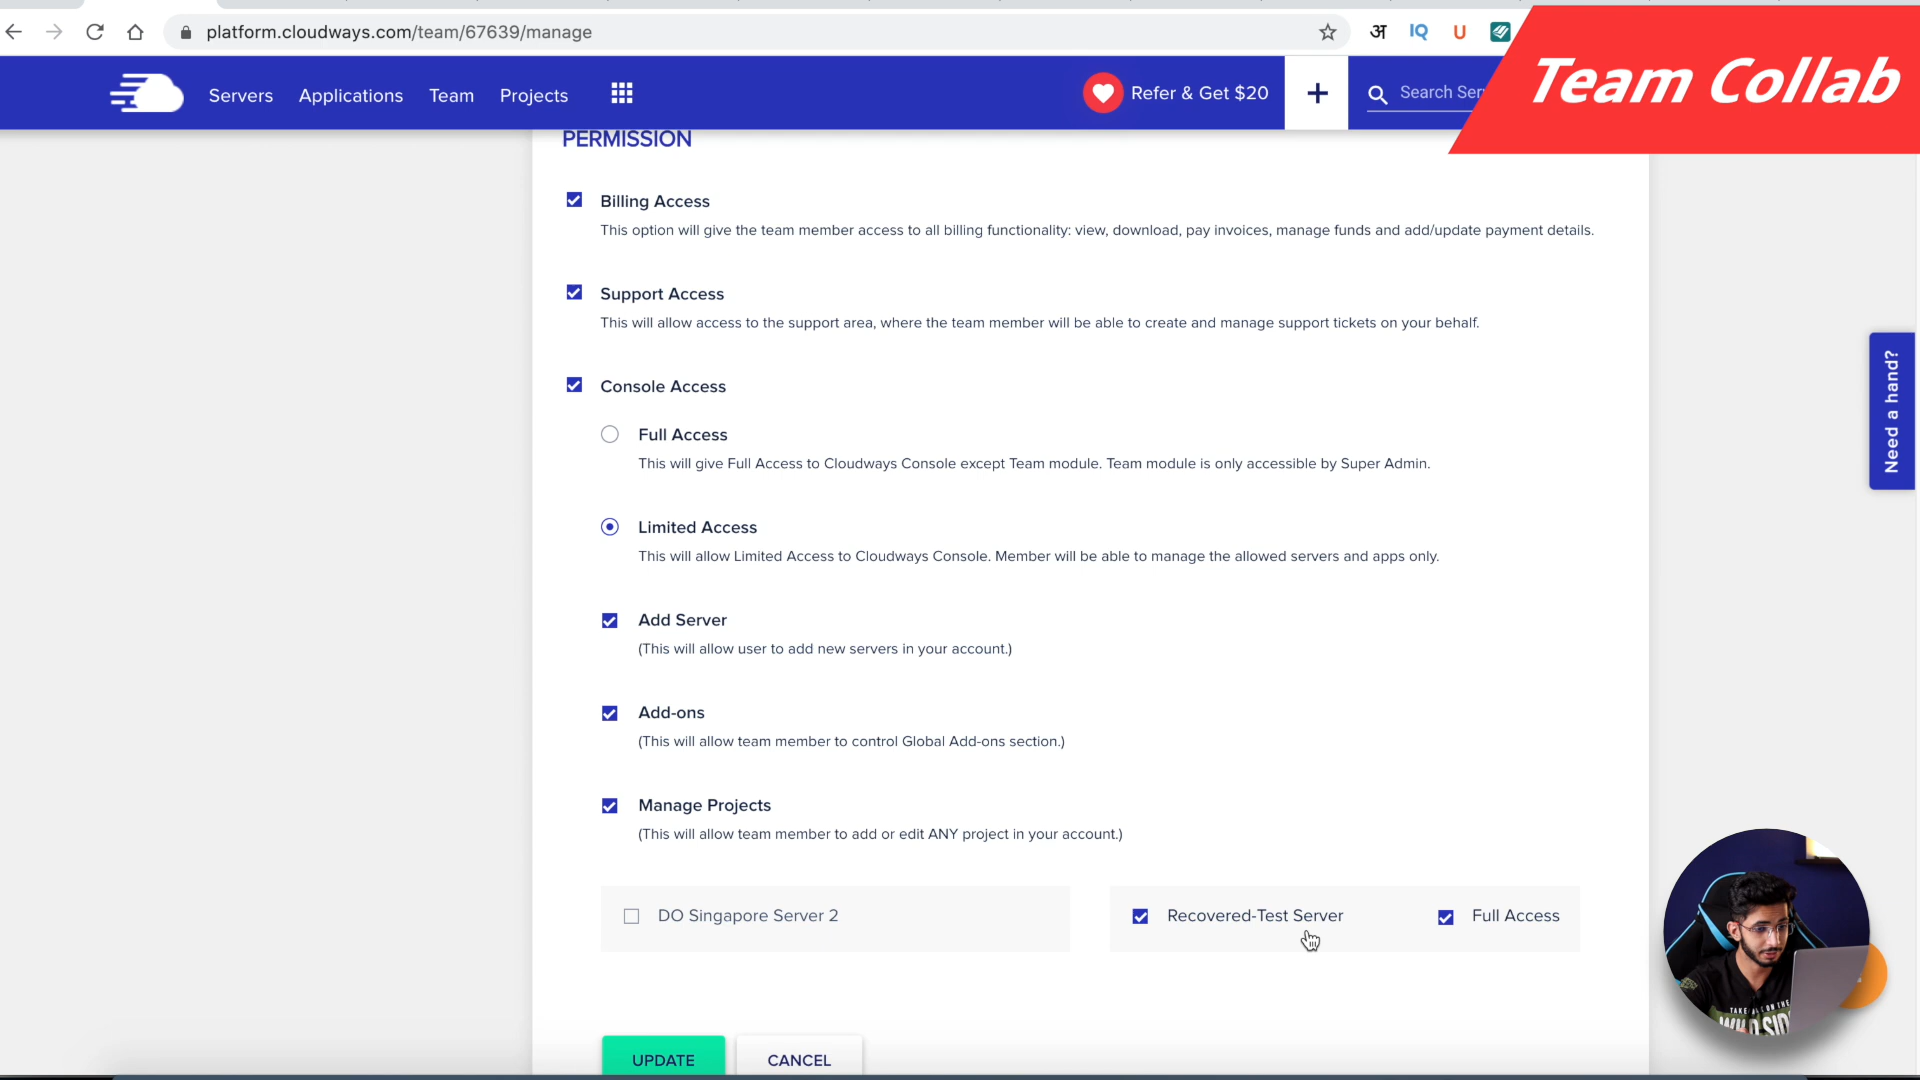 platform.cloudways.com/team/67639/manage
अ
IQ
U
Team Collab
Servers
Applications
Team
Projects
Refer & Get $20
+
Search Ser
PERMISSION
Billing Access
This option will give the team member access to all billing functionality: view, download, pay invoices, manage funds and add/update payment details.
Support Access
This will allow access to the support area, where the team member will be able to create and manage support tickets on your behalf.
Console Access
Full Access
This will give Full Access to Cloudways Console except Team module. Team module is only accessible by Super Admin.
Limited Access
This will allow Limited Access to Cloudways Console. Member will be able to manage the allowed servers and apps only.
Add Server
(This will allow user to add new servers in your account.)
Add-ons
(This will allow team member to control Global Add-ons section.)
Manage Projects
(This will allow team member to add or edit ANY project in your account.)
DO Singapore Server 2
Recovered-Test Server
Full Access
UPDATE
CANCEL
Need a hand?